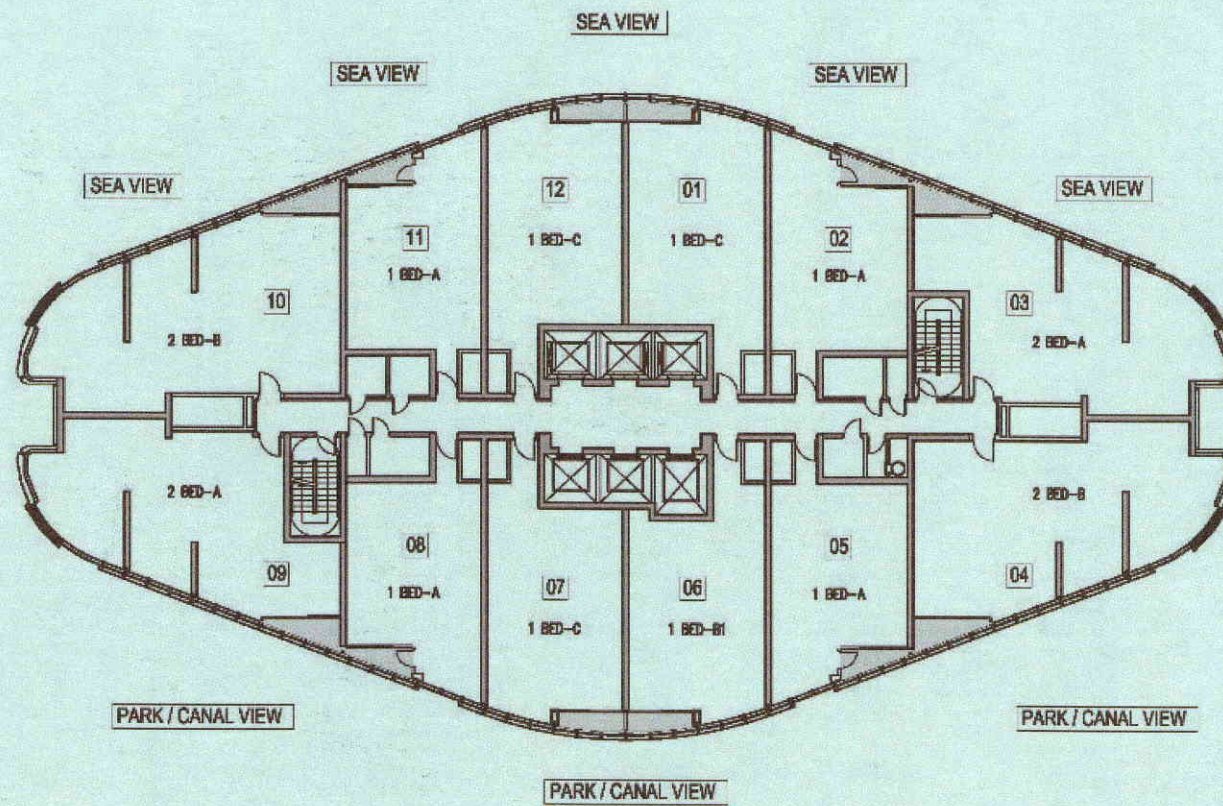 SEA VIEW
SEA VIEW
SEA VIEW
SEA VIEW
SEA VIEW
12
01
11
02
1 BED-C
1 BED-C
1 BED-A
1 BED-A
10
03
2 BED-B
2 BED-A
2 BED-A
2 BED-B
08
05
09
04
07
06
1 BED-A
1 BED-A
1 BED-C
1 BED-B1
PARK / CANAL VIEW
PARK / CANAL VIEW
PARK / CANAL VIEW